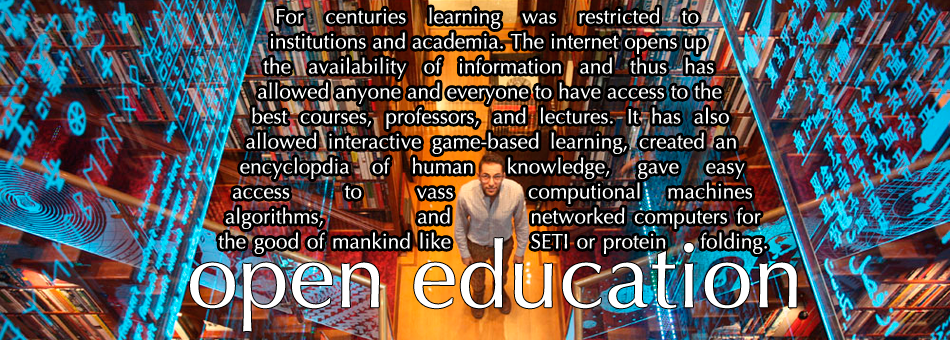 For centuries learning was restricted to
institutions and academia. The internet opens up
the availability of information and thus has
allowed anyone and everyone to have access to the
best courses, professors, and lectures. It has also
allowed interactive game-based learning, created an
encyclopdia of human knowledge, gave easy
access to vass computional machines
algorithms, and networked computers for
the good of mankind like SETI or protein folding.
open education